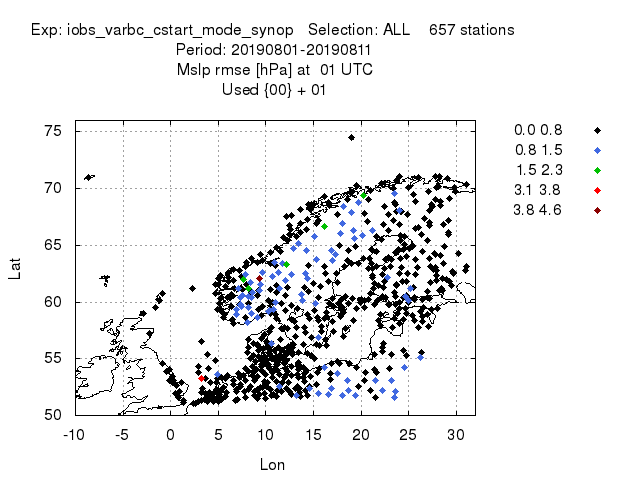 Exp: iobs_varbc_cstart_mode_synop   Selection: ALL    657 stations
Period: 20190801-20190811
Mslp rmse [hPa] at  01 UTC
Used {00} + 01
0.0 0.8
0.8 1.5
1.5 2.3
3.1 3.8
3.8 4.6
75
70
65
60
55
50
Lat
-10 -5 0 5 10 15 20 25 30
Lon